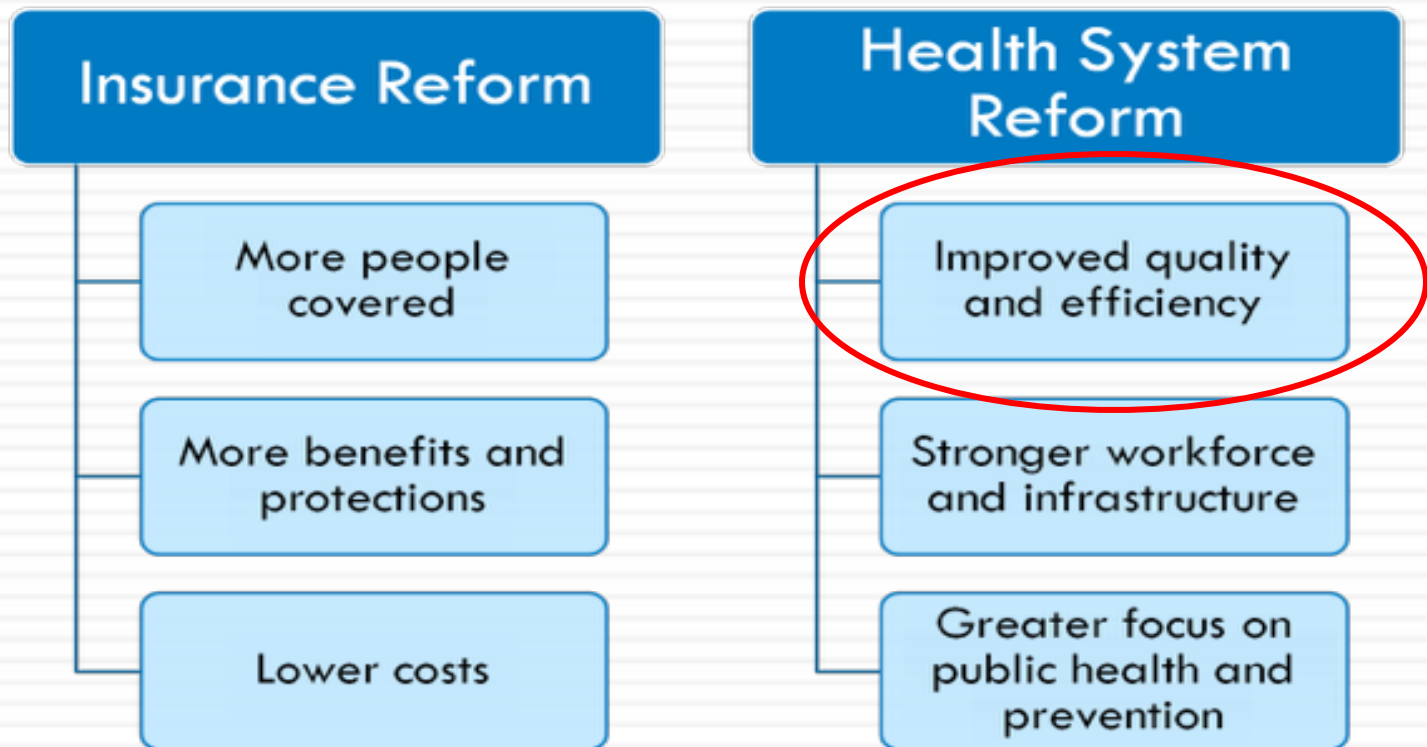 Insurance Reform
More people
covered
More benefits and
protections
Lower costs
Health System
Reform
Improved quality
and efficiency
Stronger workforce
and infrastructure
Greater focus on
public health and
prevention